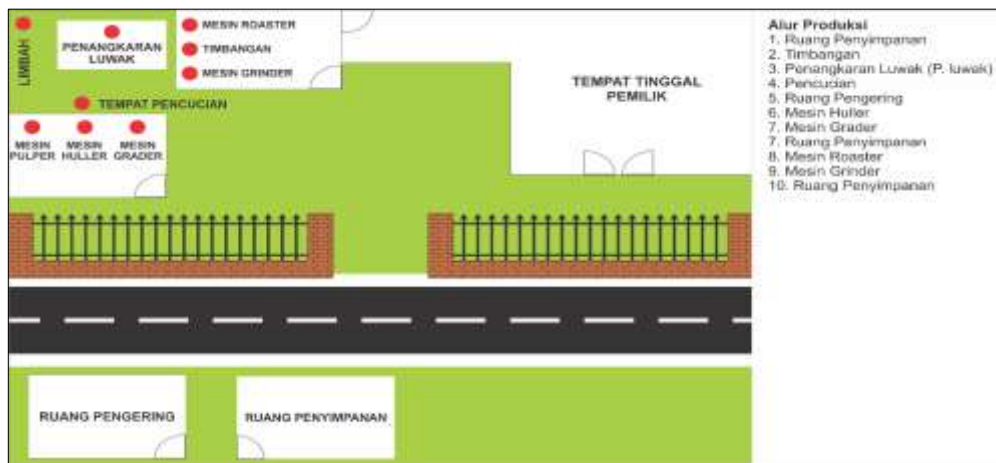 LIMBAH
PENANGKARAN
LUWAK
MESIN ROASTER
TIMBANGAN
MESIN GRINDER
TEMPAT PENCUCIAN
MESIN
PULPER
MESIN
HULLER
MESIN
GRADER
TEMPAT TINGGAL
PEMILIK
RUANG PENGERING
RUANG PENYIMPANAN
Alur Produksi
1. Ruang Penyimpanan
2. Timbangan
3. Penangkaran Luwak (P. luwak)
4. Pencucian
5. Ruang Pengering
6. Mesin Huller
7. Mesin Grader
7. Ruang Penyimpanan
8. Mesin Roaster
9. Mesin Grinder
10. Ruang Penyimpanan